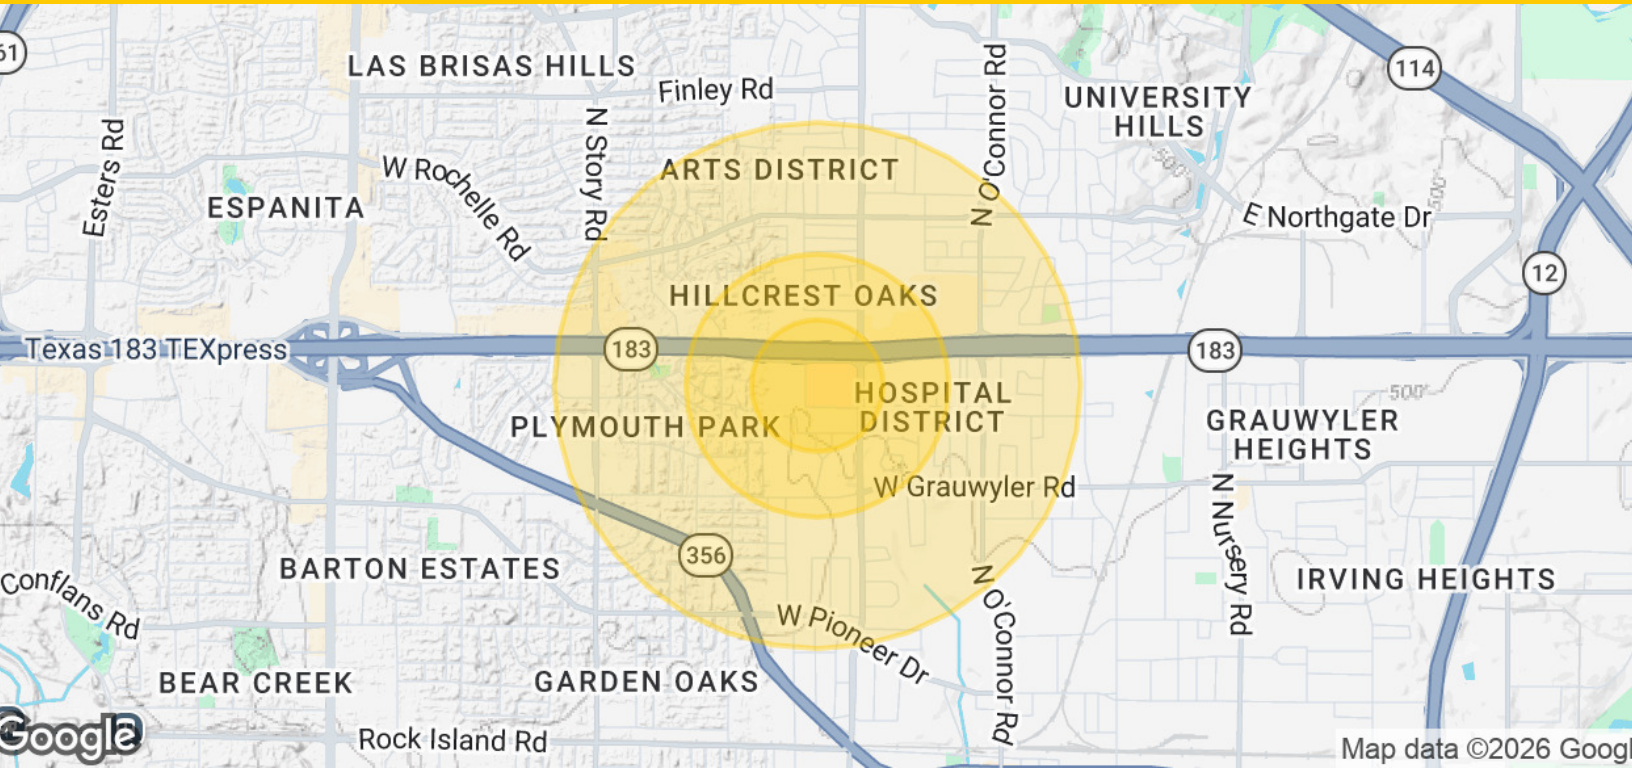 61
LAS BRISAS HILLS
Finley Rd
N O'Connor Rd
114
UNIVERSITY
HILLS
N Story Rd
Esters Rd
W Rochelle Rd
ARTS DISTRICT
500
500
ESPANITA
E Northgate Dr
12
HILLCREST OAKS
Texas 183 TEXpress
183
183
HOSPITAL
DISTRICT
500
PLYMOUTH PARK
GRAUWYLER
HEIGHTS
W Grauwyler Rd
N Nursery Rd
356
BARTON ESTATES
IRVING HEIGHTS
Conflans Rd
W Pioneer Dr
N O'Connor Rd
BEAR CREEK
GARDEN OAKS
Google
Rock Island Rd
Map data ©2026 Googl